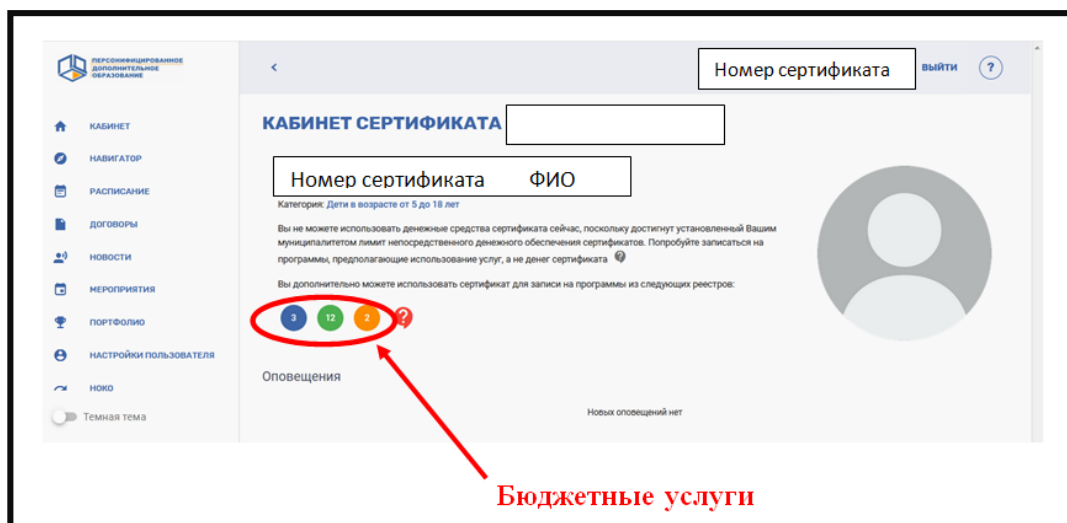 ПЕРСОНИФИЦИРОВАННОЕ
ДОПОЛНИТЕЛЬНОЕ
ОБРАЗОВАНИЕ
<
Номер сертификата
ВЫЙТИ
?
КАБИНЕТ
НАВИГАТОР
РАСПИСАНИЕ
ДОГОВОРЫ
НОВОСТИ
МЕРОПРИЯТИЯ
ПОРТФОЛИО
НАСТРОЙКИ ПОЛЬЗОВАТЕЛЯ
НОКО
Темная тема
КАБИНЕТ СЕРТИФИКАТА
Номер сертификата ФИО
Категория: Дети в возрасте от 5 до 18 лет
Вы не можете использовать денежные средства сертификата сейчас, поскольку достигнут установленный Вашим
муниципалитетом лимит непосредственного денежного обеспечения сертификатов. Попробуйте записаться на
программы, предполагающие использование услуг, а не денег сертификата ?
Вы дополнительно можете использовать сертификат для записи на программы из следующих реестров:
3 12 2 ?
Оповещения
Новых оповещений нет
Бюджетные услуги